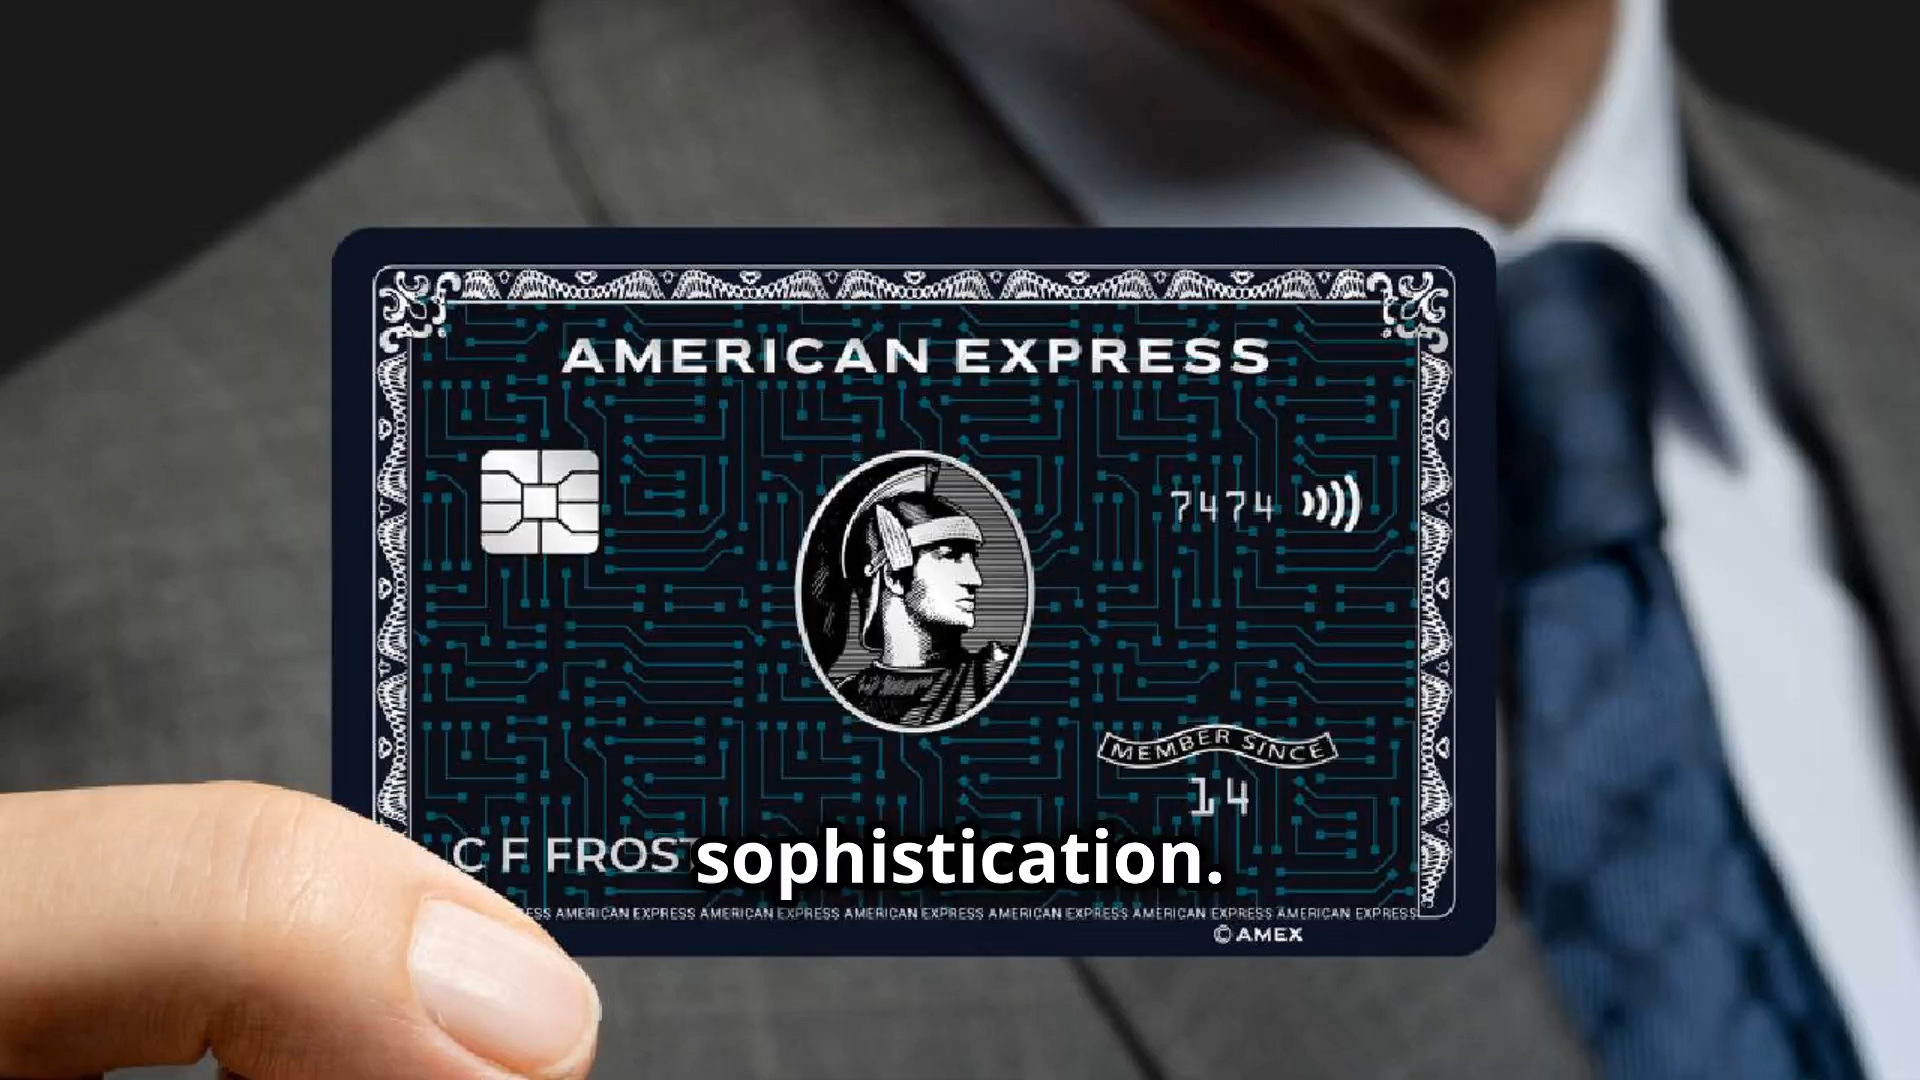 AMERICAN EXPRESS
7474
MEMBER SINCE
14
C F FROST
sophistication.
AMERICAN EXPRESS AMERICAN EXPRESS AMERICAN EXPRESS AMERICAN EXPRESS AMERICAN EXPRESS AMERICAN EXPRESS
© AMEX